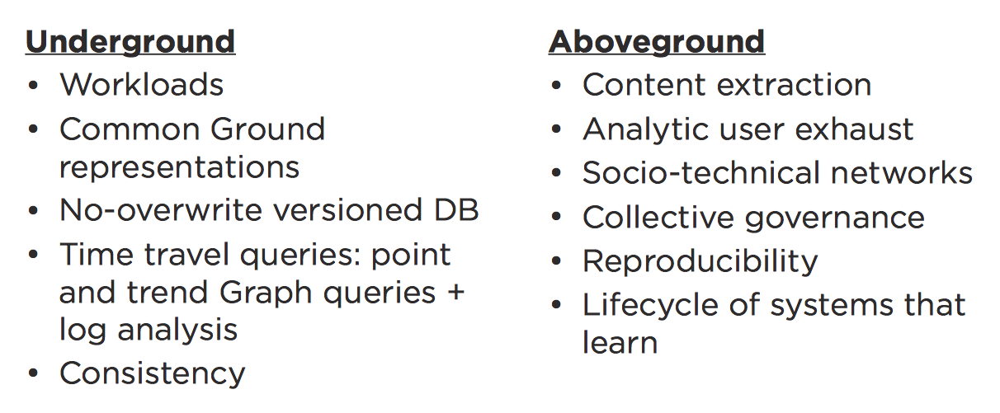 Underground
• Workloads
• Common Ground
representations
• No-overwrite versioned DB
• Time travel queries: point
and trend Graph queries +
log analysis
• Consistency
Aboveground
• Content extraction
• Analytic user exhaust
• Socio-technical networks
• Collective governance
• Reproducibility
• Lifecycle of systems that
learn